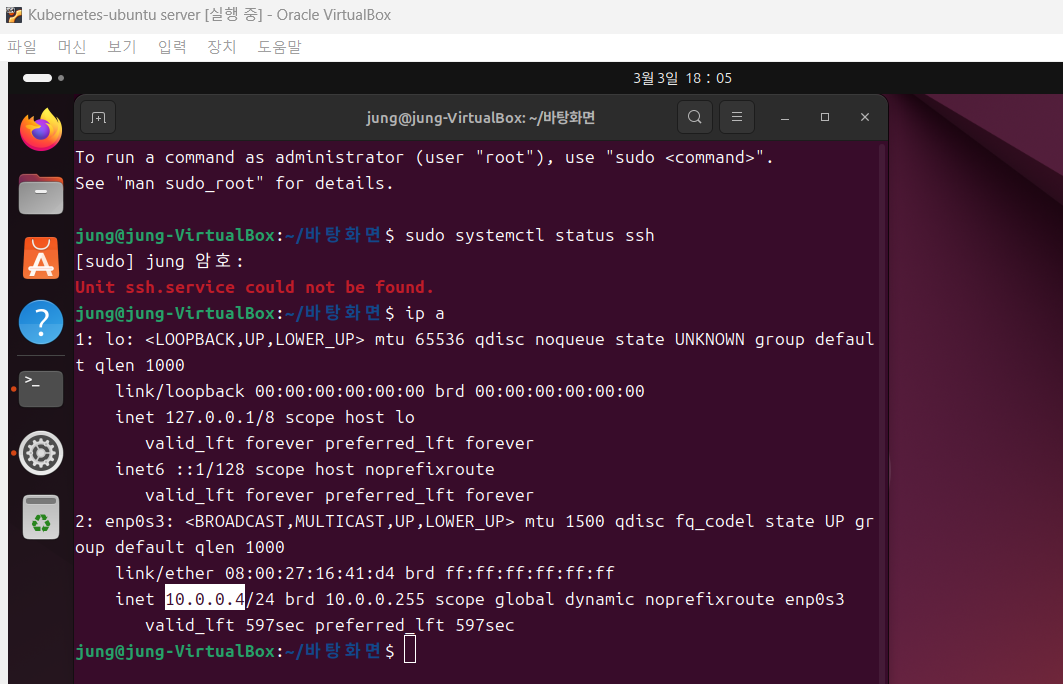 Kubernetes-ubuntu server [실행 중] - Oracle VirtualBox
파일 머신 보기 입력 장치 도움말
3월 3일 18 : 05
jung@jung-VirtualBox: ~/바탕화면
To run a command as administrator (user "root"), use "sudo <command>".
See "man sudo_root" for details.
jung@jung-VirtualBox:~/바탕화면$ sudo systemctl status ssh
[sudo] jung 암호:
Unit ssh.service could not be found.
jung@jung-VirtualBox:~/바탕화면$ ip a
1: lo: <LOOPBACK,UP,LOWER_UP> mtu 65536 qdisc noqueue state UNKNOWN group defaul
t qlen 1000
    link/loopback 00:00:00:00:00:00 brd 00:00:00:00:00:00
    inet 127.0.0.1/8 scope host lo
       valid_lft forever preferred_lft forever
    inet6 ::1/128 scope host noprefixroute
       valid_lft forever preferred_lft forever
2: enp0s3: <BROADCAST,MULTICAST,UP,LOWER_UP> mtu 1500 qdisc fq_codel state UP gr
oup default qlen 1000
    link/ether 08:00:27:16:41:d4 brd ff:ff:ff:ff:ff:ff
    inet 10.0.0.4/24 brd 10.0.0.255 scope global dynamic noprefixroute enp0s3
       valid_lft 597sec preferred_lft 597sec
jung@jung-VirtualBox:~/바탕화면$